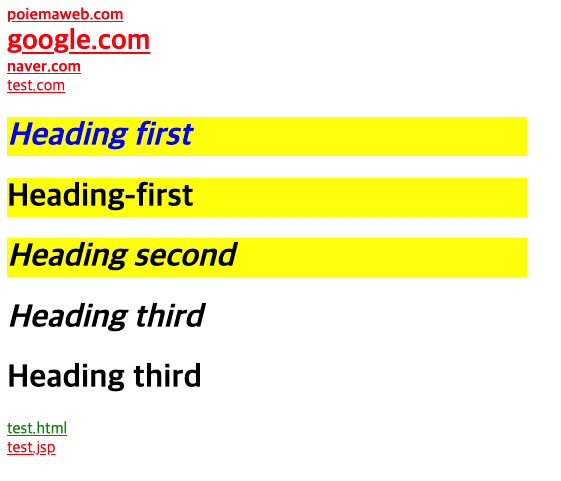 poiemaweb.com
google.com
naver.com
test.com
Heading first
Heading-first
Heading second
Heading third
Heading third
test.html
test.jsp